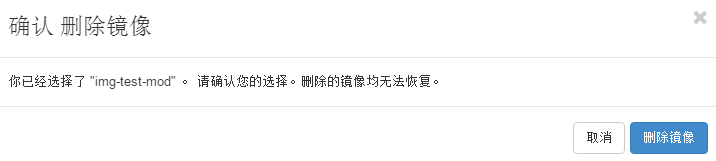 确认 删除镜像
你已经选择了 "img-test-mod" 。 请确认您的选择。删除的镜像均无法恢复。
取消 删除镜像